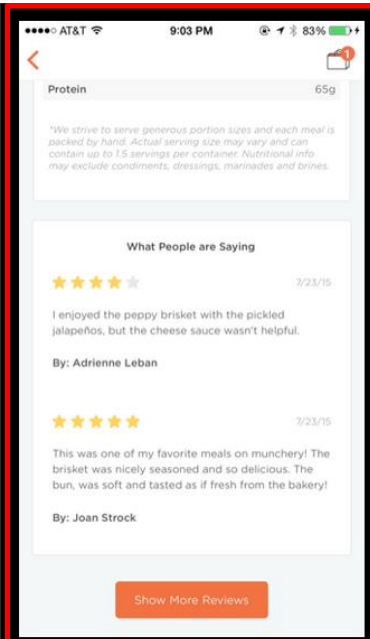 AT&T 9:03 PM 83%
1
Protein 65g
"We strive to serve generous portion sizes and each meal is
packed by hand. Actual serving size may vary and can
contain up to 1.5 servings per container. Nutritional info
may exclude condiments, dressings, marinades and brines.
What People are Saying
7/23/15
I enjoyed the peppy brisket with the pickled
jalapeños, but the cheese sauce wasn't helpful.
By: Adrienne Leban
7/23/15
This was one of my favorite meals on munchery! The
brisket was nicely seasoned and so delicious. The
bun, was soft and tasted as if fresh from the bakery!
By: Joan Strock
Show More Reviews